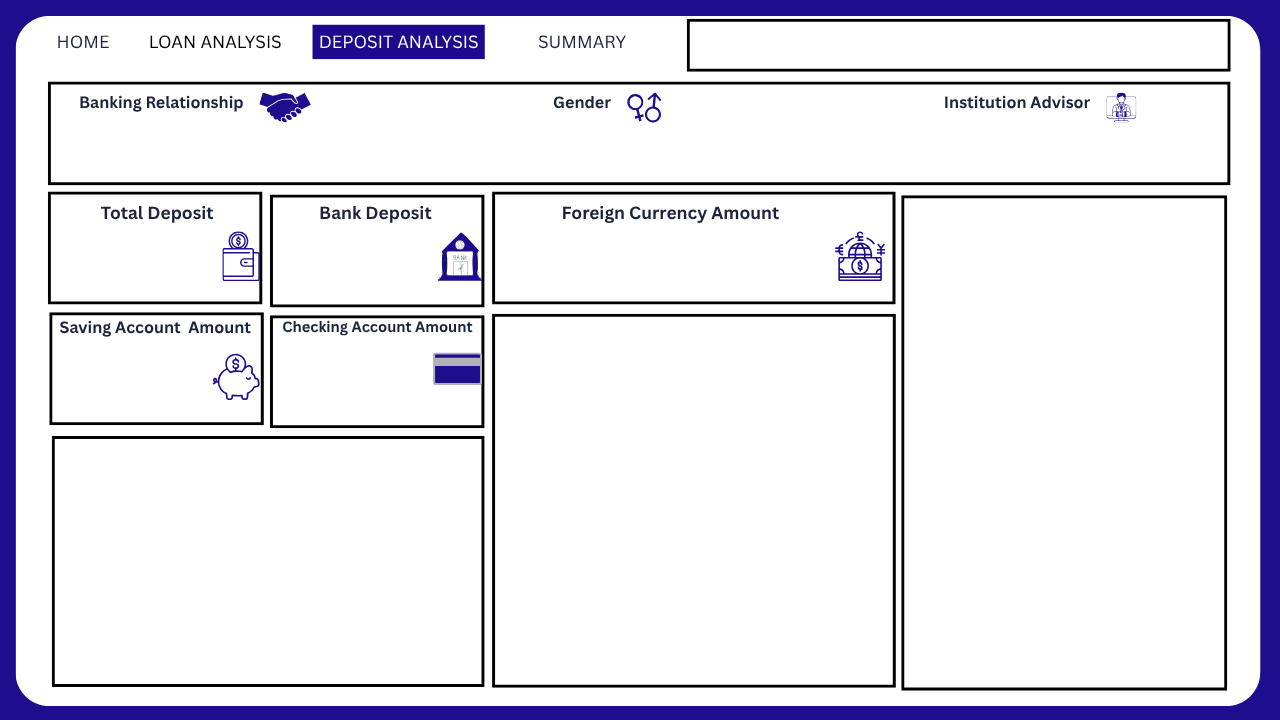 HOME LOAN ANALYSIS DEPOSIT ANALYSIS SUMMARY
Banking Relationship Gender Institution Advisor
Total Deposit Bank Deposit Foreign Currency Amount
BANK
Saving Account Amount Checking Account Amount